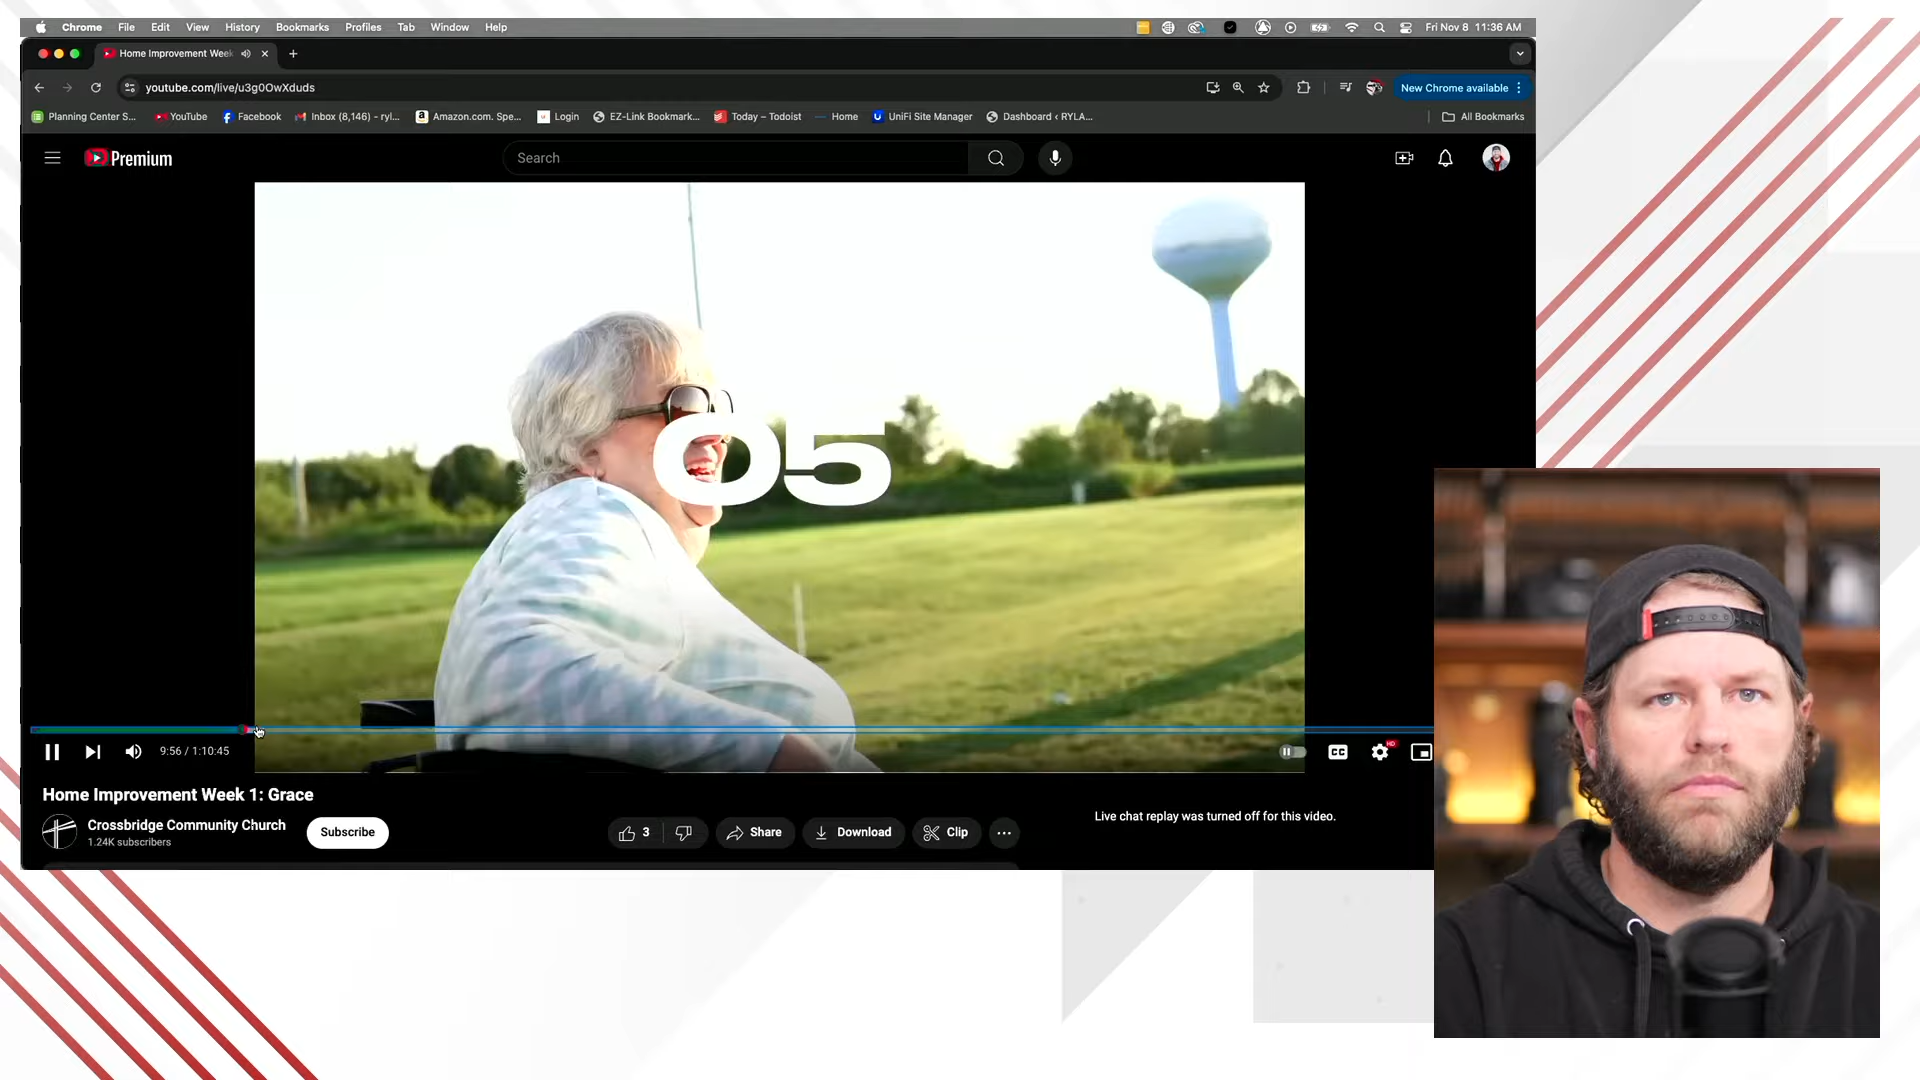 Chrome File Edit View History Bookmarks Profiles Tab Window Help Fri Nov 8 11:36 AM
Home Improvement Week
youtube.com/live/u3g0OwXduds New Chrome available
Planning Center S... YouTube Facebook Inbox (8,146) - ryl... Amazon.com. Spe... Login EZ-Link Bookmark... Today – Todoist Home UniFi Site Manager Dashboard ‹ RYLA... All Bookmarks
Premium Search
05
9:56 / 1:10:45 CC HD
Home Improvement Week 1: Grace
Crossbridge Community Church
1.24K subscribers
Subscribe 3 Share Download Clip
Live chat replay was turned off for this video.